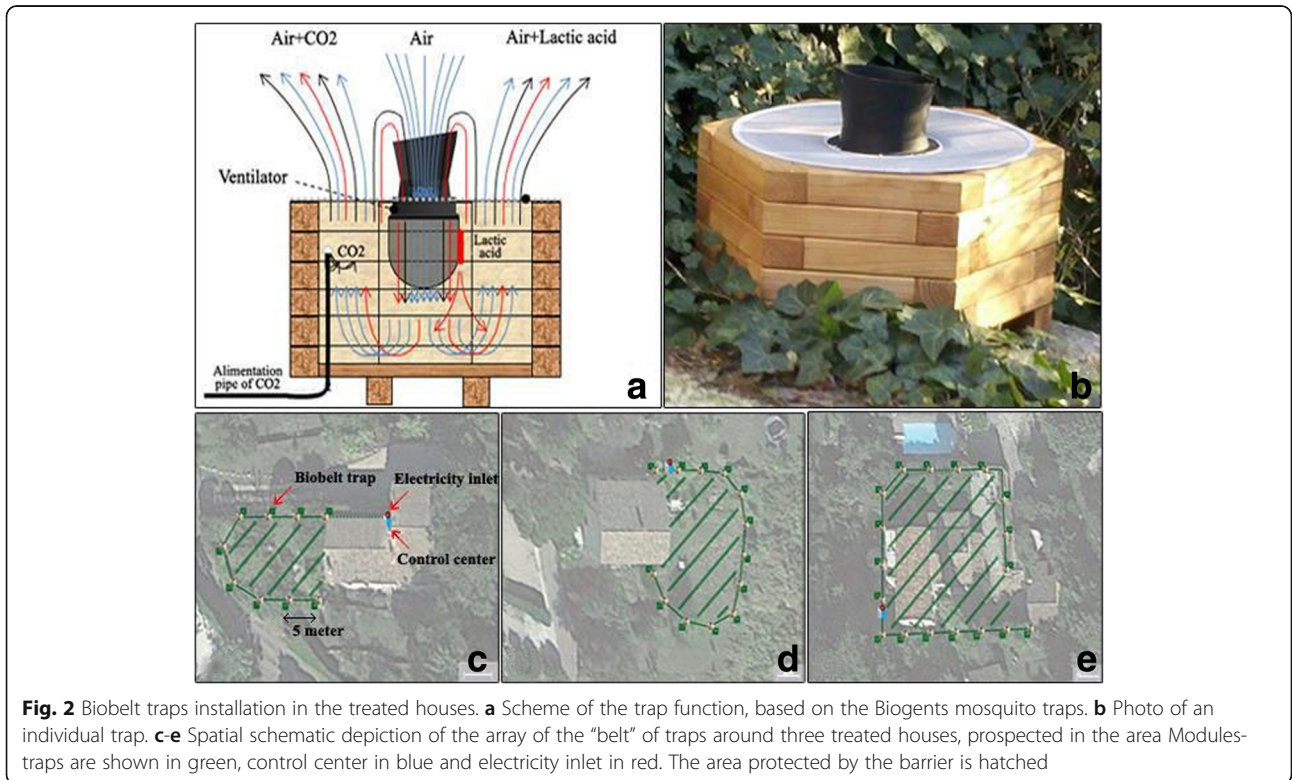 Air+CO2 Air Air+Lactic acid
Ventilator
CO2
Lactic
acid
Alimentation
pipe of CO2
a
b
Biobelt trap
Electricity inlet
Control center
5 meter
c
d
e
Fig. 2 Biobelt traps installation in the treated houses. a Scheme of the trap function, based on the Biogents mosquito traps. b Photo of an
individual trap. c-e Spatial schematic depiction of the array of the “belt” of traps around three treated houses, prospected in the area Modules-
traps are shown in green, control center in blue and electricity inlet in red. The area protected by the barrier is hatched